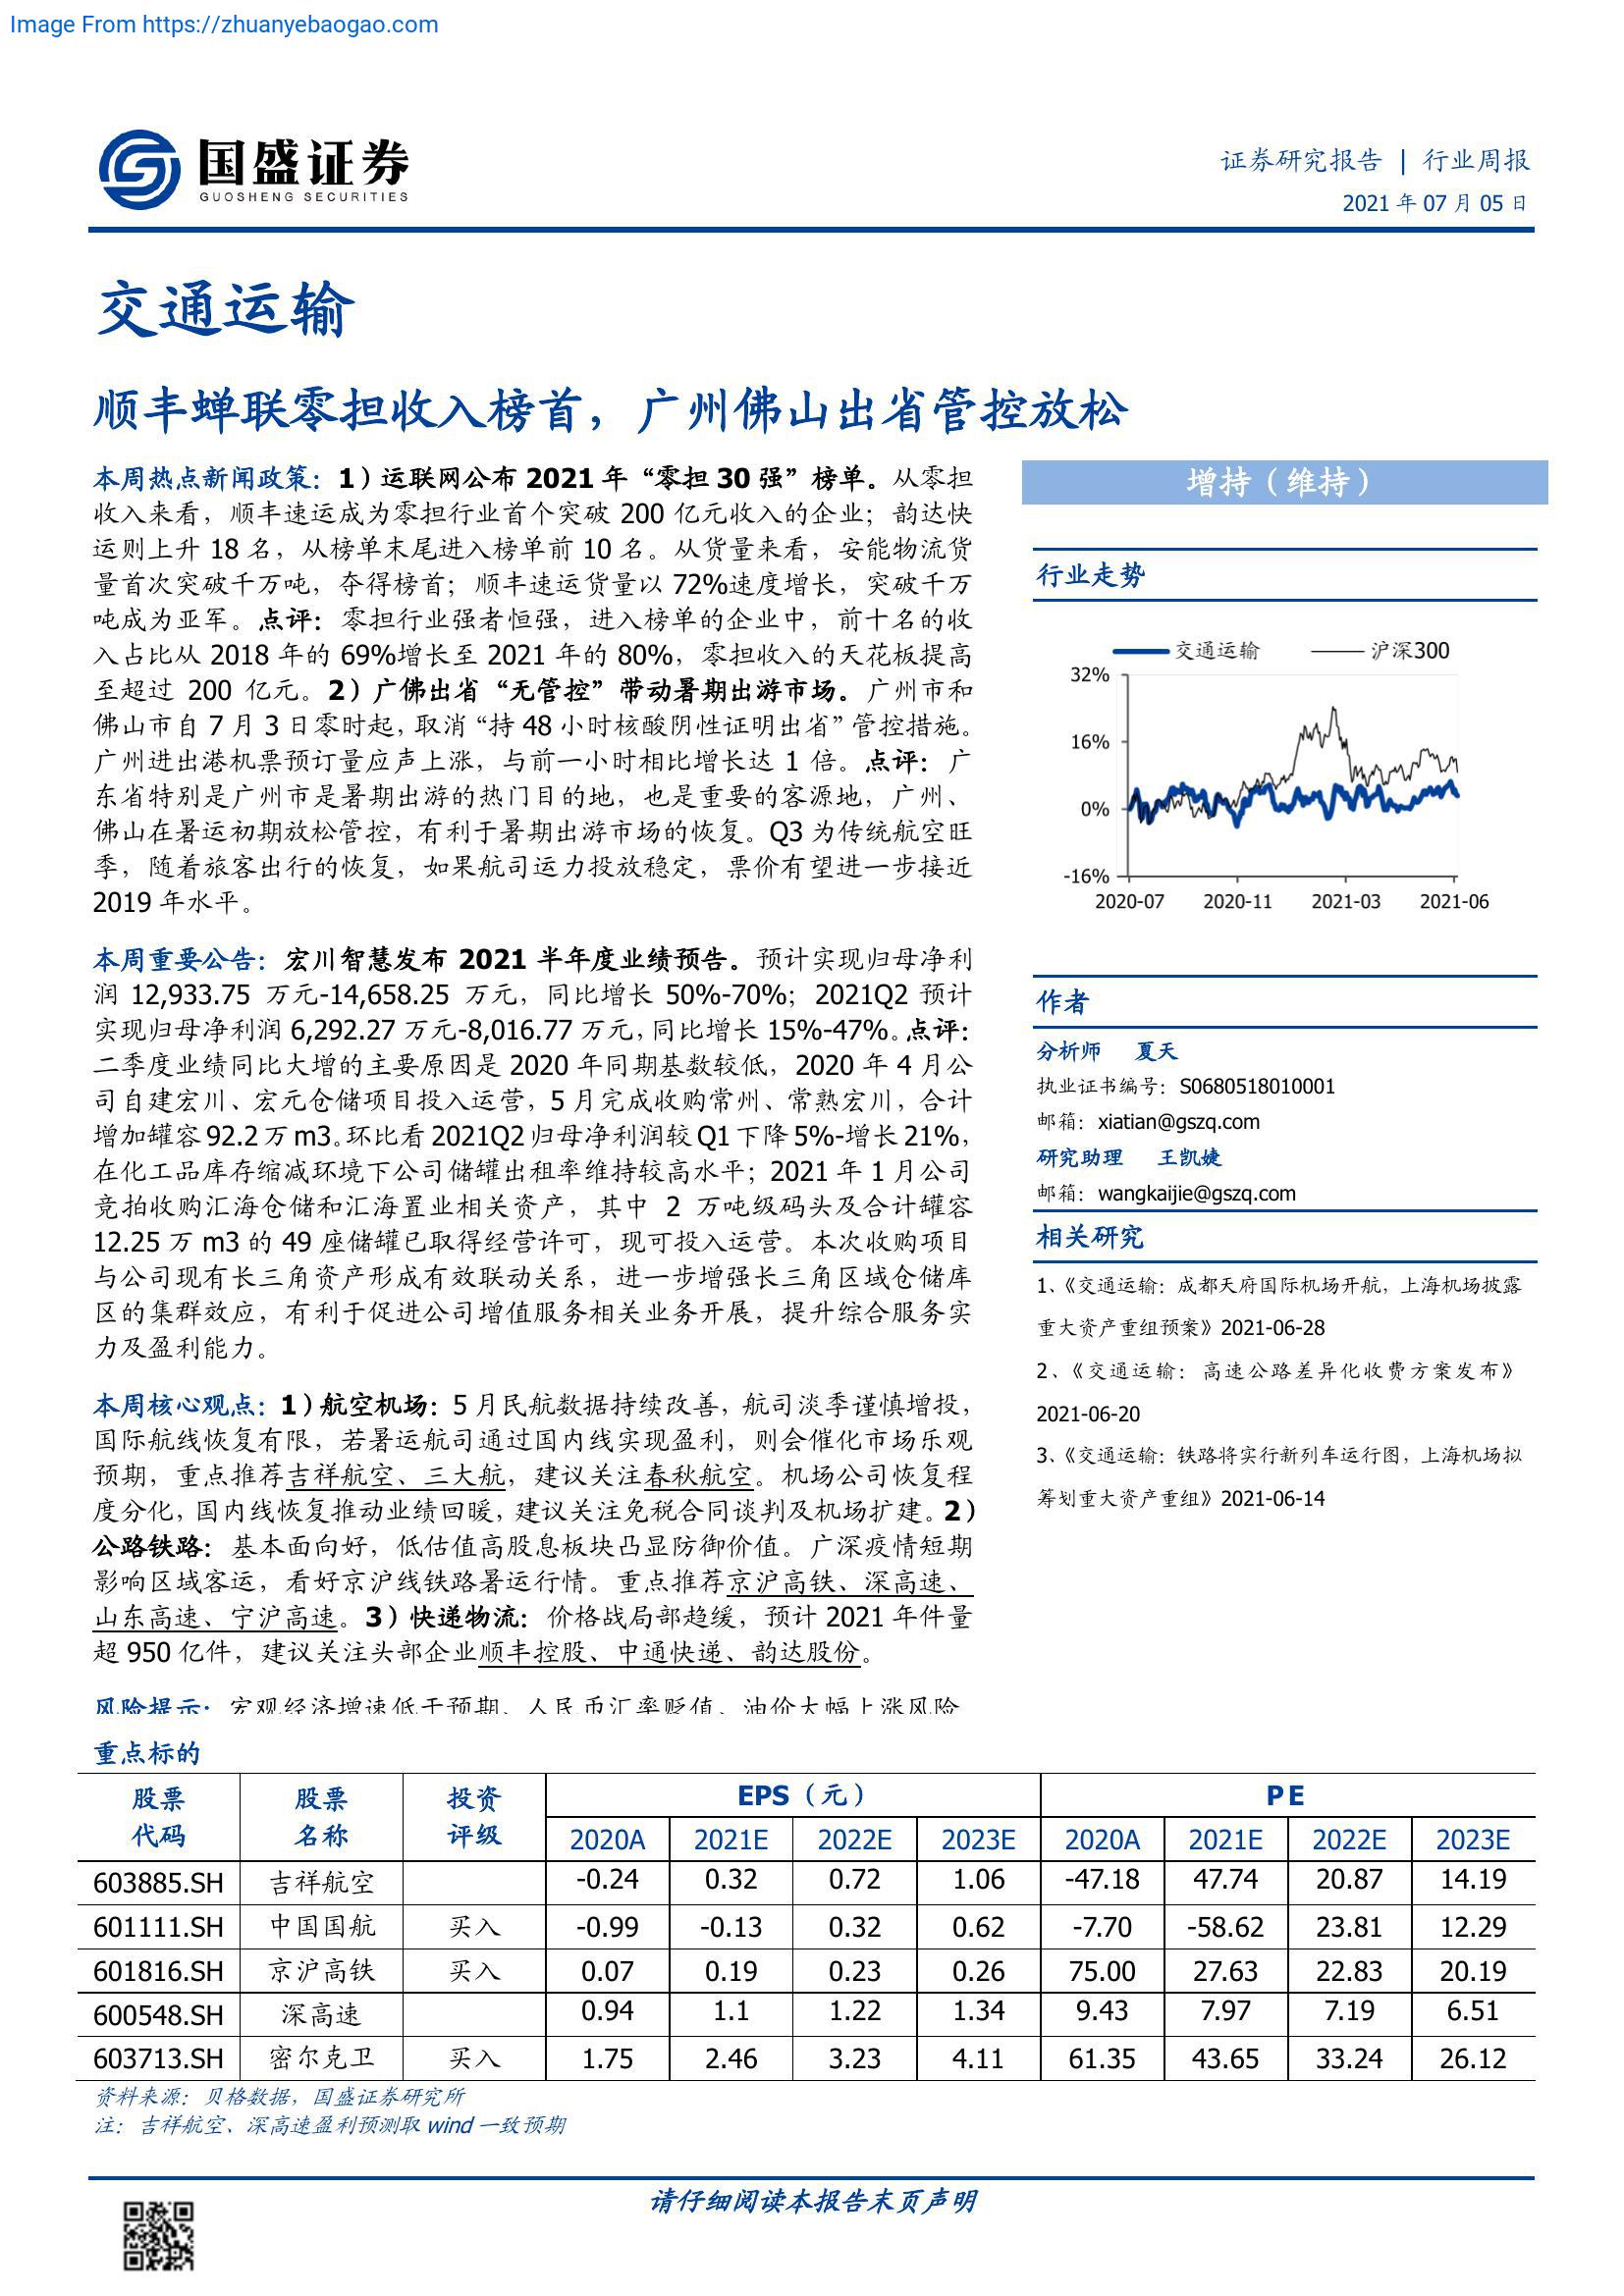 Image From https://zhuanyebaogao.com
国盛证券
GUOSHENG SECURITIES
证券研究报告 | 行业周报
2021 年 07 月 05 日
交通运输
顺丰蝉联零担收入榜首，广州佛山出省管控放松
本周热点新闻政策：1）运联网公布 2021 年“零担 30 强”榜单。从零担
收入来看，顺丰速运成为零担行业首个突破 200 亿元收入的企业；韵达快
运则上升 18 名，从榜单末尾进入榜单前 10 名。从货量来看，安能物流货
量首次突破千万吨，夺得榜首；顺丰速运货量以 72%速度增长，突破千万
吨成为亚军。点评：零担行业强者恒强，进入榜单的企业中，前十名的收
入占比从 2018 年的 69%增长至 2021 年的 80%，零担收入的天花板提高
至超过 200 亿元。2）广佛出省“无管控”带动暑期出游市场。广州市和
佛山市自 7 月 3 日零时起，取消“持 48 小时核酸阴性证明出省”管控措施。
广州进出港机票预订量应声上涨，与前一小时相比增长达 1 倍。点评：广
东省特别是广州市是暑期出游的热门目的地，也是重要的客源地，广州、
佛山在暑运初期放松管控，有利于暑期出游市场的恢复。Q3 为传统航空旺
季，随着旅客出行的恢复，如果航司运力投放稳定，票价有望进一步接近
2019 年水平。
本周重要公告：宏川智慧发布 2021 半年度业绩预告。预计实现归母净利
润 12,933.75 万元-14,658.25 万元，同比增长 50%-70%；2021Q2 预计
实现归母净利润 6,292.27 万元-8,016.77 万元，同比增长 15%-47%。点评：
二季度业绩同比大增的主要原因是 2020 年同期基数较低，2020 年 4 月公
司自建宏川、宏元仓储项目投入运营，5 月完成收购常州、常熟宏川，合计
增加罐容 92.2 万 m3。环比看 2021Q2 归母净利润较 Q1 下降 5%-增长 21%，
在化工品库存缩减环境下公司储罐出租率维持较高水平；2021 年 1 月公司
竞拍收购汇海仓储和汇海置业相关资产，其中 2 万吨级码头及合计罐容
12.25 万 m3 的 49 座储罐已取得经营许可，现可投入运营。本次收购项目
与公司现有长三角资产形成有效联动关系，进一步增强长三角区域仓储库
区的集群效应，有利于促进公司增值服务相关业务开展，提升综合服务实
力及盈利能力。
本周核心观点：1）航空机场：5 月民航数据持续改善，航司淡季谨慎增投，
国际航线恢复有限，若暑运航司通过国内线实现盈利，则会催化市场乐观
预期，重点推荐吉祥航空、三大航，建议关注春秋航空。机场公司恢复程
度分化，国内线恢复推动业绩回暖，建议关注免税合同谈判及机场扩建。2）
公路铁路：基本面向好，低估值高股息板块凸显防御价值。广深疫情短期
影响区域客运，看好京沪线铁路暑运行情。重点推荐京沪高铁、深高速、
山东高速、宁沪高速。3）快递物流：价格战局部趋缓，预计 2021 年件量
超 950 亿件，建议关注头部企业顺丰控股、中通快递、韵达股份。
风险提示：宏观经济增速低于预期、人民币汇率贬值、油价大幅上涨风险
增持（维持）
行业走势
交通运输 沪深300
32%
16%
0%
-16%
2020-07 2020-11 2021-03 2021-06
作者
分析师 夏天
执业证书编号：S0680518010001
邮箱：xiatian@gszq.com
研究助理 王凯婕
邮箱：wangkaijie@gszq.com
相关研究
1、《交通运输：成都天府国际机场开航，上海机场披露
重大资产重组预案》2021-06-28
2、《交通运输：高速公路差异化收费方案发布》
2021-06-20
3、《交通运输：铁路将实行新列车运行图，上海机场拟
筹划重大资产重组》2021-06-14
重点标的
股票 股票 投资 EPS（元） PE
代码 名称 评级 2020A 2021E 2022E 2023E 2020A 2021E 2022E 2023E
603885.SH 吉祥航空 -0.24 0.32 0.72 1.06 -47.18 47.74 20.87 14.19
601111.SH 中国国航 买入 -0.99 -0.13 0.32 0.62 -7.70 -58.62 23.81 12.29
601816.SH 京沪高铁 买入 0.07 0.19 0.23 0.26 75.00 27.63 22.83 20.19
600548.SH 深高速 0.94 1.1 1.22 1.34 9.43 7.97 7.19 6.51
603713.SH 密尔克卫 买入 1.75 2.46 3.23 4.11 61.35 43.65 33.24 26.12
资料来源：贝格数据，国盛证券研究所
注：吉祥航空、深高速盈利预测取 wind 一致预期
请仔细阅读本报告末页声明